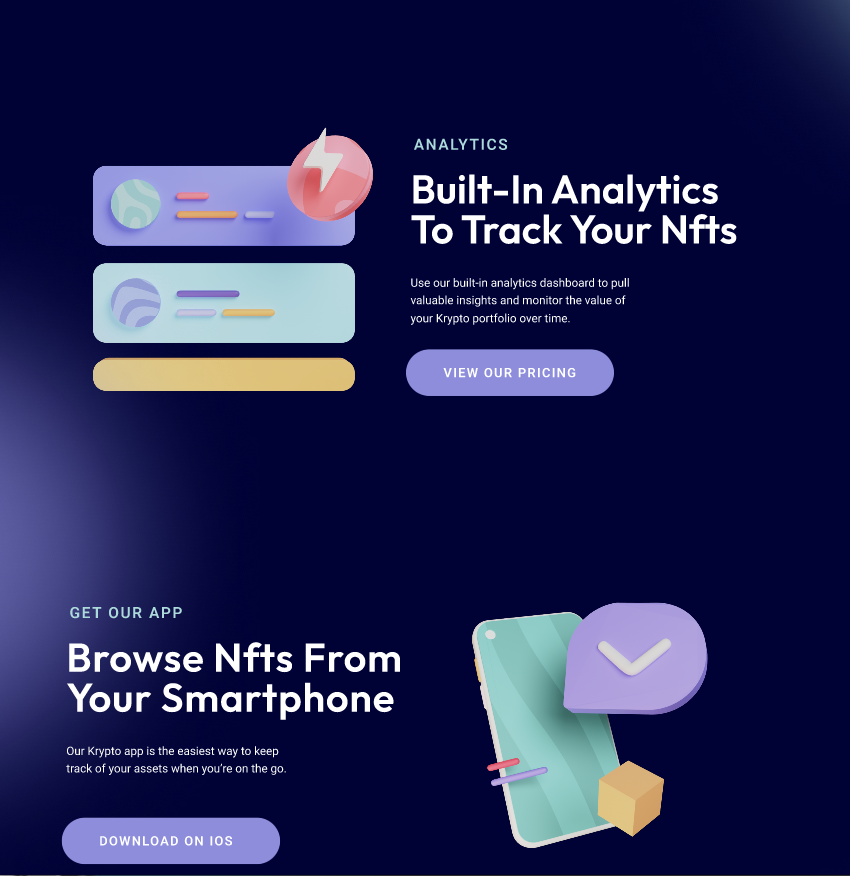 ANALYTICS
Built-In Analytics
To Track Your Nfts
Use our built-in analytics dashboard to pull
valuable insights and monitor the value of
your Krypto portfolio over time.
VIEW OUR PRICING
GET OUR APP
Browse Nfts From
Your Smartphone
Our Krypto app is the easiest way to keep
track of your assets when you’re on the go.
DOWNLOAD ON IOS